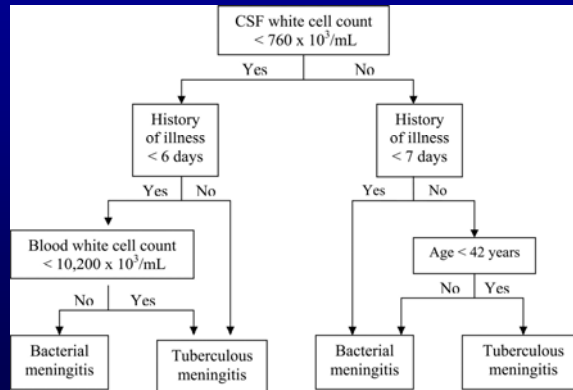 CSF white cell count
< 760 x 10³/mL
Yes No
History
of illness
< 6 days
History
of illness
< 7 days
Yes No
Yes No
Blood white cell count
< 10,200 x 10³/mL
Age < 42 years
No Yes
No Yes
Bacterial
meningitis
Tuberculous
meningitis
Bacterial
meningitis
Tuberculous
meningitis